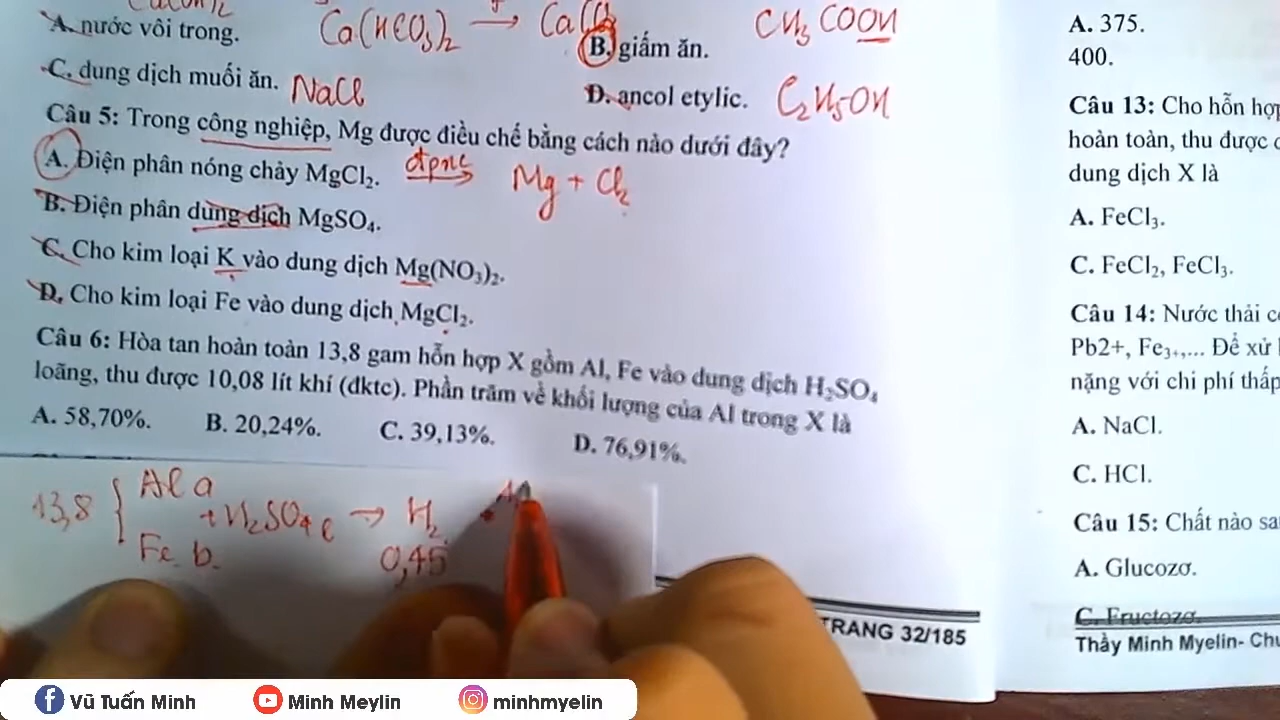 A. nước vôi trong. Ca(HCO3)2 → B. giấm ăn. CH3COOH
C. dung dịch muối ăn. NaCl D. ancol etylic. C2H5OH
Câu 5: Trong công nghiệp, Mg được điều chế bằng cách nào dưới đây?
A. Điện phân nóng chảy MgCl2. đpnc → Mg + Cl2
B. Điện phân dung dịch MgSO4.
C. Cho kim loại K vào dung dịch Mg(NO3)2.
D. Cho kim loại Fe vào dung dịch MgCl2.
Câu 6: Hòa tan hoàn toàn 13,8 gam hỗn hợp X gồm Al, Fe vào dung dịch H2SO4
loãng, thu được 10,08 lít khí (đktc). Phần trăm về khối lượng của Al trong X là
A. 58,70%. B. 20,24%. C. 39,13%. D. 76,91%.
13,8 { Al a
+ H2SO4 l → H2
Fe b 0,45
A. 375.
400.
Câu 13: Cho hỗn hợp
hoàn toàn, thu được
dung dịch X là
A. FeCl3.
C. FeCl2, FeCl3.
Câu 14: Nước thải
Pb2+, Fe3+,... Để xử
nặng với chi phí thấp
A. NaCl.
C. HCl.
Câu 15: Chất nào
A. Glucozơ.
C. Fructozơ.
TRANG 32/185
Thầy Minh Myelin-
Vũ Tuấn Minh Minh Meylin minhmyelin